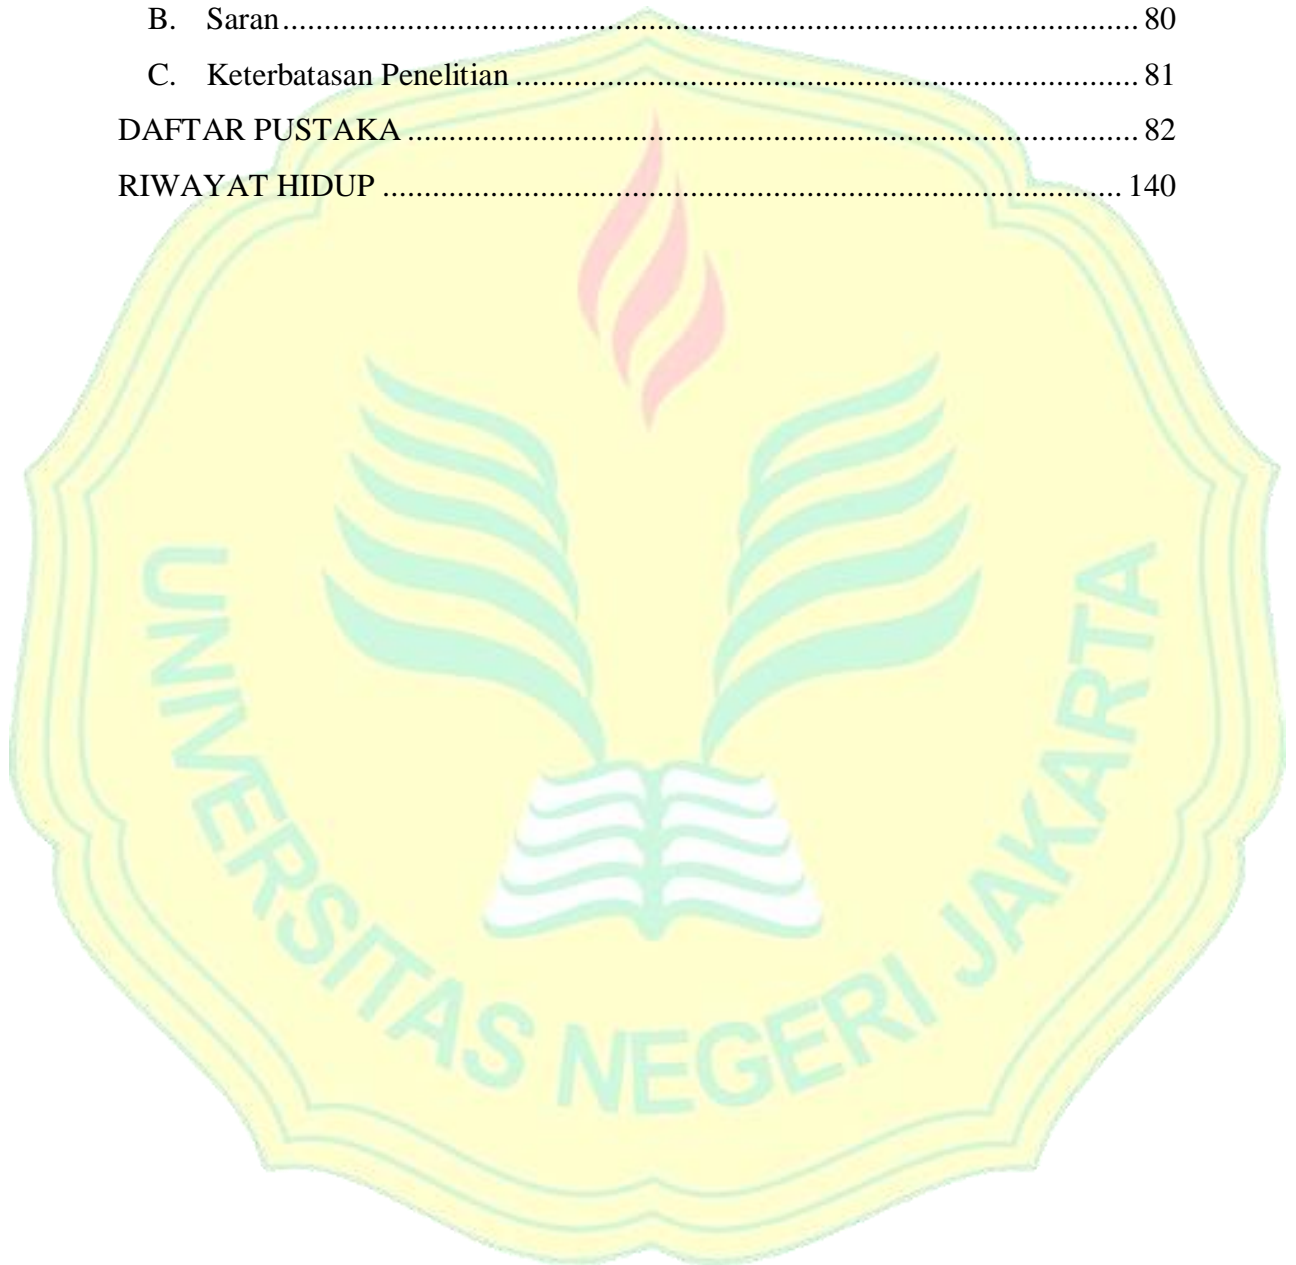 B. Saran........................................................................................................ 80
C. Keterbatasan Penelitian ............................................................................ 81
DAFTAR PUSTAKA ......................................................................................... 82
RIWAYAT HIDUP .......................................................................................... 140
UNIVERSITAS NEGERI JAKARTA